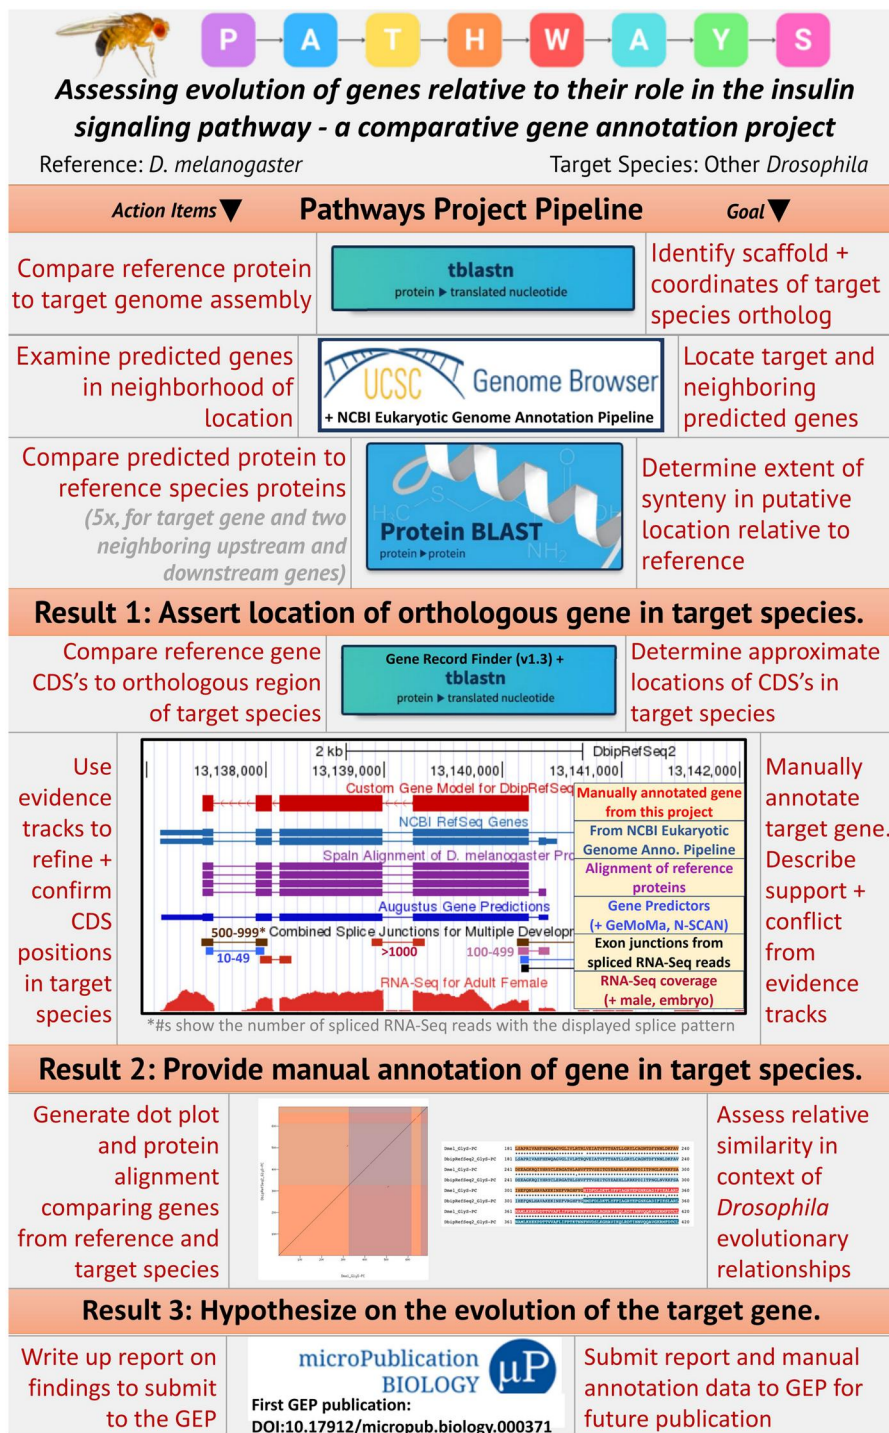 P A T H W A Y S
Assessing evolution of genes relative to their role in the insulin
signaling pathway - a comparative gene annotation project
Reference: D. melanogaster
Target Species: Other Drosophila
Action Items ▼
Pathways Project Pipeline
Goal ▼
Compare reference protein
to target genome assembly
tblastn
protein ▶ translated nucleotide
Identify scaffold +
coordinates of target
species ortholog
Examine predicted genes
in neighborhood of
location
UCSC Genome Browser
+ NCBI Eukaryotic Genome Annotation Pipeline
Locate target and
neighboring
predicted genes
Compare predicted protein to
reference species proteins
(5x, for target gene and two
neighboring upstream and
downstream genes)
H₃C
S
O
OH
NH₂
Protein BLAST
protein ▶ protein
Determine extent of
synteny in putative
location relative to
reference
Result 1: Assert location of orthologous gene in target species.
Compare reference gene
CDS's to orthologous region
of target species
Gene Record Finder (v1.3) +
tblastn
protein ▶ translated nucleotide
Determine approximate
locations of CDS's in
target species
Use
evidence
tracks to
refine +
confirm
CDS
positions
in target
species
2 kb
DbipRefSeq2
13,138,000| 13,139,000| 13,140,000| 13,141,000| 13,142,000|
Custom Gene Model for DbipRefSeq
NCBI RefSeq Genes
Spaln Alignment of D. melanogaster Pro
Augustus Gene Predictions
500-999* Combined Splice Junctions for Multiple Develop
10-49
>1000
100-499
RNA-Seq for Adult Female
Manually annotated gene
from this project
From NCBI Eukaryotic
Genome Anno. Pipeline
Alignment of reference
proteins
Gene Predictors
(+ GeMoMa, N-SCAN)
Exon junctions from
spliced RNA-Seq reads
RNA-Seq coverage
(+ male, embryo)
*#s show the number of spliced RNA-Seq reads with the displayed splice pattern
Manually
annotate
target gene.
Describe
support +
conflict
from
evidence
tracks
Result 2: Provide manual annotation of gene in target species.
Generate dot plot
and protein
alignment
comparing genes
from reference and
target species
Assess relative
similarity in
context of
Drosophila
evolutionary
relationships
Result 3: Hypothesize on the evolution of the target gene.
Write up report on
findings to submit
to the GEP
microPublication
BIOLOGY
μP
First GEP publication:
DOI:10.17912/micropub.biology.000371
Submit report and manual
annotation data to GEP for
future publication